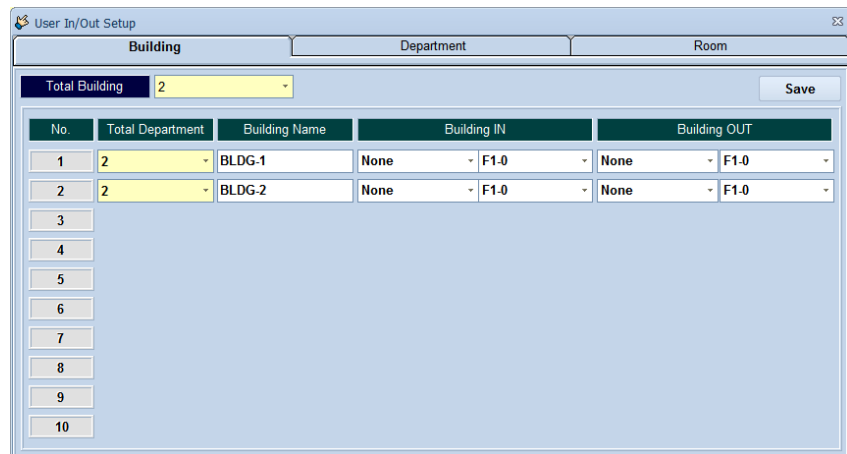 User In/Out Setup
Building Department Room
Total Building 2 Save
No. Total Department Building Name Building IN Building OUT
1 2 BLDG-1 None F1-0 None F1-0
2 2 BLDG-2 None F1-0 None F1-0
3
4
5
6
7
8
9
10